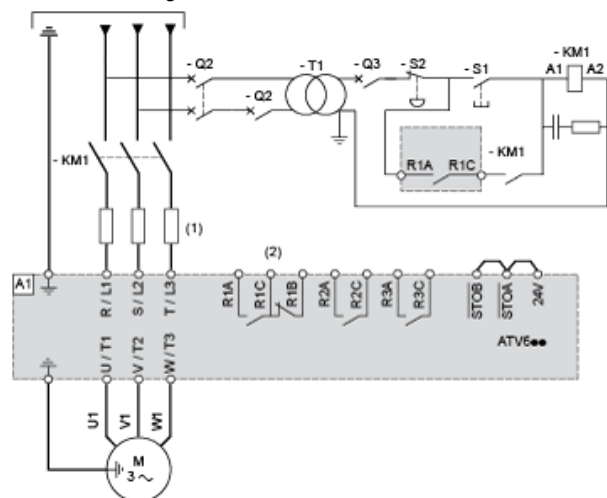 - Q2
- T1
- Q3
- S2
- S1
- KM1
A1
A2
- Q2
- KM1
R1A
R1C
- KM1
(1)
(2)
A1
R / L1
S / L2
T / L3
R1A
R1C
R1B
R2A
R2C
R3A
R3C
STOB
STOA
24V
ATV6●●
U / T1
V / T2
W / T3
U1
V1
W1
M
3 ~